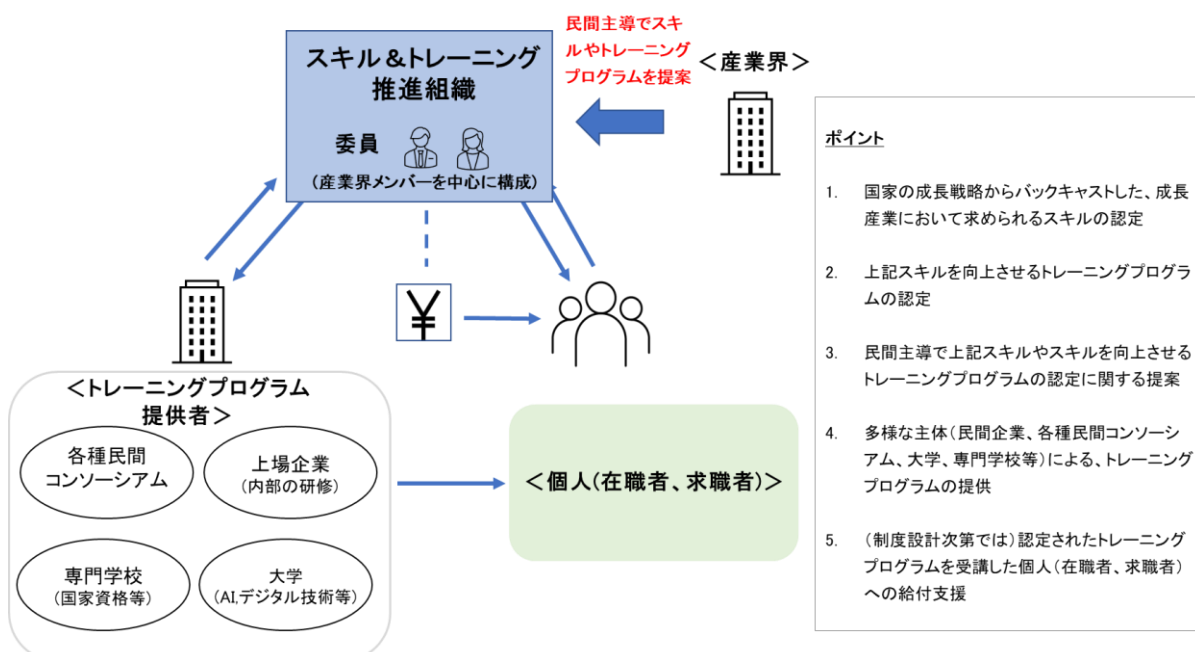 民間主導でスキ
ルやトレーニング
プログラムを提案
＜産業界＞
スキル＆トレーニング
推進組織
委員
(産業界メンバーを中心に構成)
¥
＜トレーニングプログラム
提供者＞
各種民間
コンソーシアム
上場企業
(内部の研修)
専門学校
(国家資格等)
大学
(AI,デジタル技術等)
＜個人(在職者、求職者)＞
ポイント
1. 国家の成長戦略からバックキャストした、成長
産業において求められるスキルの認定
2. 上記スキルを向上させるトレーニングプログラ
ムの認定
3. 民間主導で上記スキルやスキルを向上させる
トレーニングプログラムの認定に関する提案
4. 多様な主体(民間企業、各種民間コンソーシ
アム、大学、専門学校等)による、トレーニング
プログラムの提供
5. (制度設計次第では)認定されたトレーニング
プログラムを受講した個人(在職者、求職者)
への給付支援